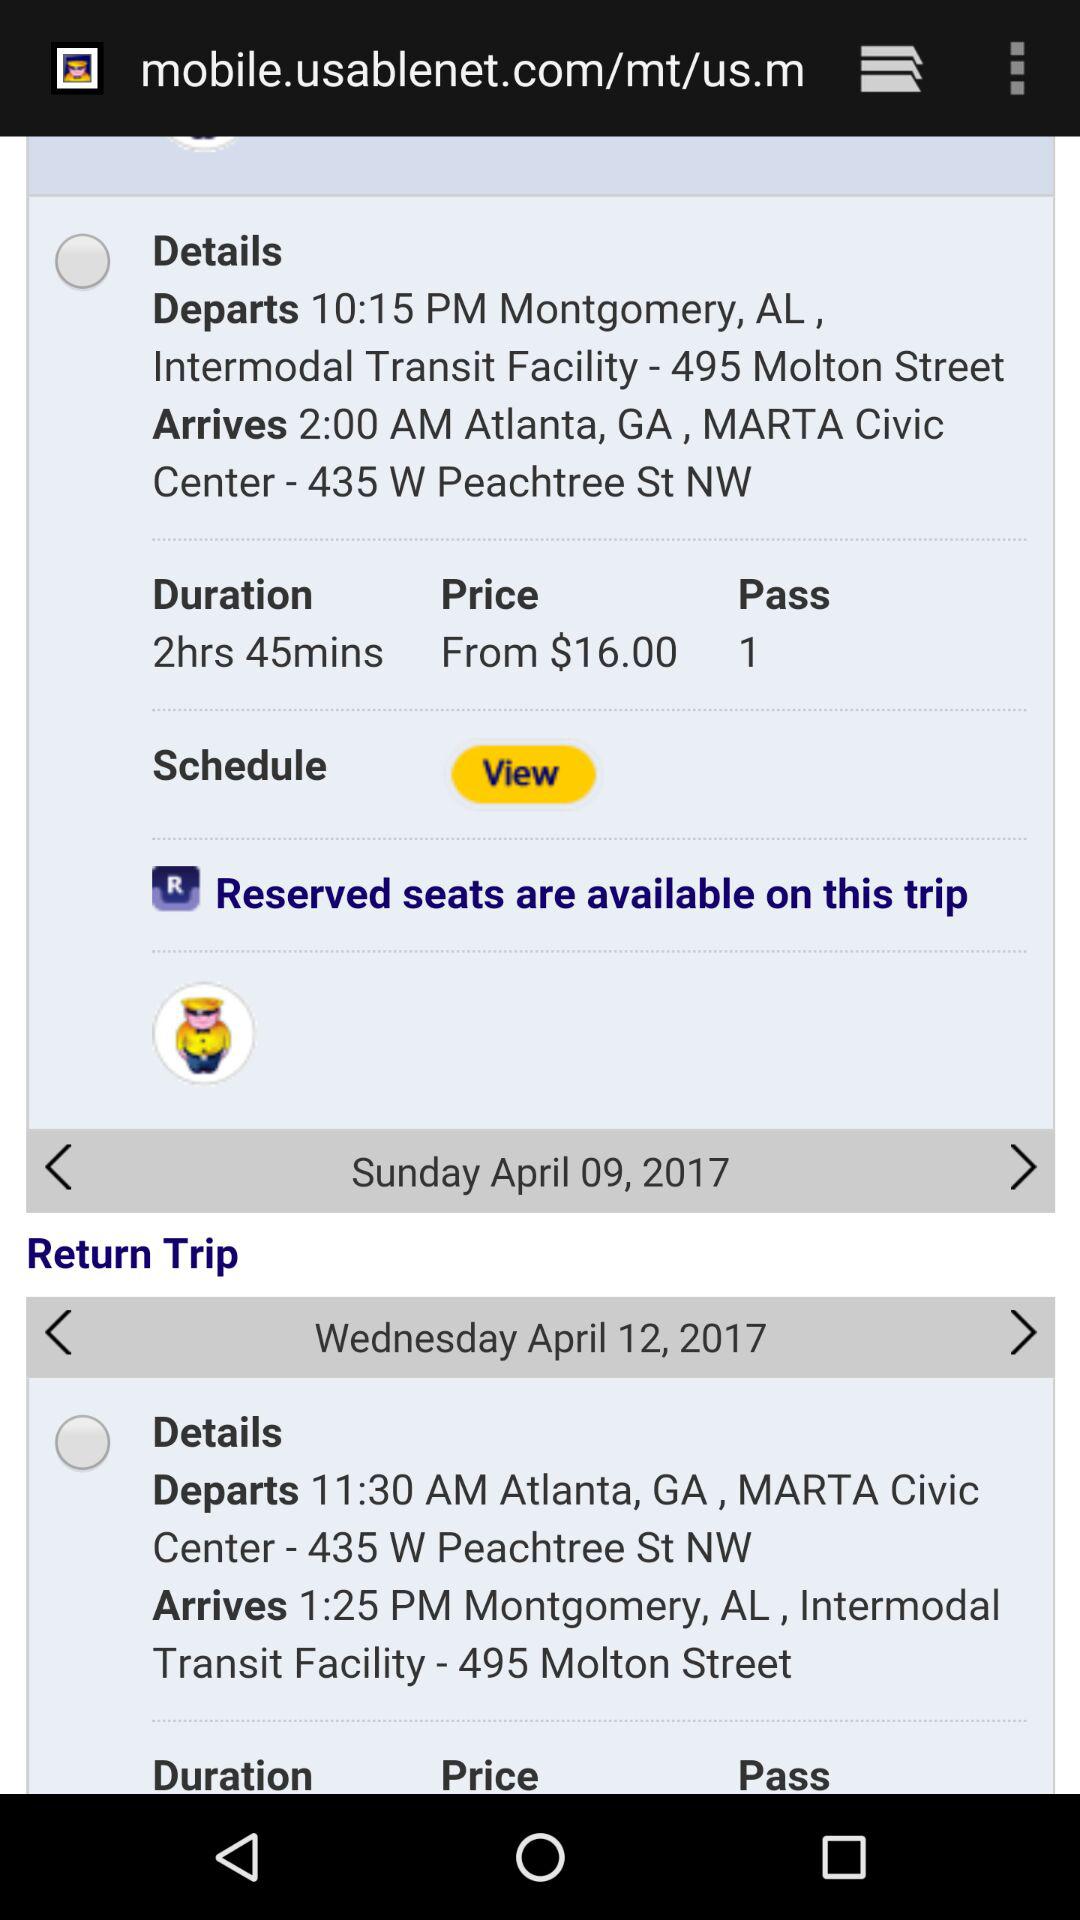 mobile.usablenet.com/mt/us.m
Details
Departs 10:15 PM Montgomery, AL ,
Intermodal Transit Facility - 495 Molton Street
Arrives 2:00 AM Atlanta, GA , MARTA Civic
Center - 435 W Peachtree St NW
Duration Price Pass
2hrs 45mins From $16.00 1
Schedule View
R Reserved seats are available on this trip
Sunday April 09, 2017
Return Trip
Wednesday April 12, 2017
Details
Departs 11:30 AM Atlanta, GA , MARTA Civic
Center - 435 W Peachtree St NW
Arrives 1:25 PM Montgomery, AL , Intermodal
Transit Facility - 495 Molton Street
Duration Price Pass